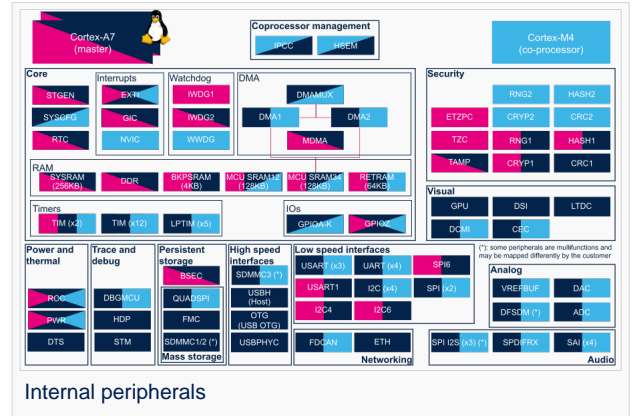 Cortex-A7
(master)
Coprocessor management
IPCC
HSEM
Cortex-M4
(co-processor)
Core
STGEN
SYSCFG
RTC
Interrupts
EXTI
GIC
NVIC
Watchdog
IWDG1
IWDG2
WWDG
DMA
DMAMUX
DMA1
DMA2
MDMA
Security
RNG2
HASH2
ETZPC
CRYP2
CRC2
TZC
RNG1
HASH1
TAMP
CRYP1
CRC1
RAM
SYSRAM
(256KB)
DDR
BKPSRAM
(4KB)
MCU SRAM12
(128KB)
MCU SRAM34
(128KB)
RETRAM
(64KB)
Timers
TIM (x2)
TIM (x12)
LPTIM (x5)
IOs
GPIOA-K
GPIOZ
Visual
GPU
DSI
LTDC
DCMI
CEC
(*): some peripherals are multifunctions and
may be mapped differently by the customer
Power and
thermal
RCC
PWR
DTS
Trace and
debug
DBGMCU
HDP
STM
Persistent
storage
BSEC
QUADSPI
FMC
SDMMC1/2 (*)
Mass storage
High speed
interfaces
SDMMC3 (*)
USBH
(Host)
OTG
(USB OTG)
USBPHYC
Low speed interfaces
USART (x3)
UART (x4)
SPI6
USART1
I2C (x4)
SPI (x2)
I2C4
I2C6
FDCAN
ETH
Networking
Analog
VREFBUF
DAC
DFSDM (*)
ADC
SPI I2S (x3) (*)
SPDIFRX
SAI (x4)
Audio
Internal peripherals